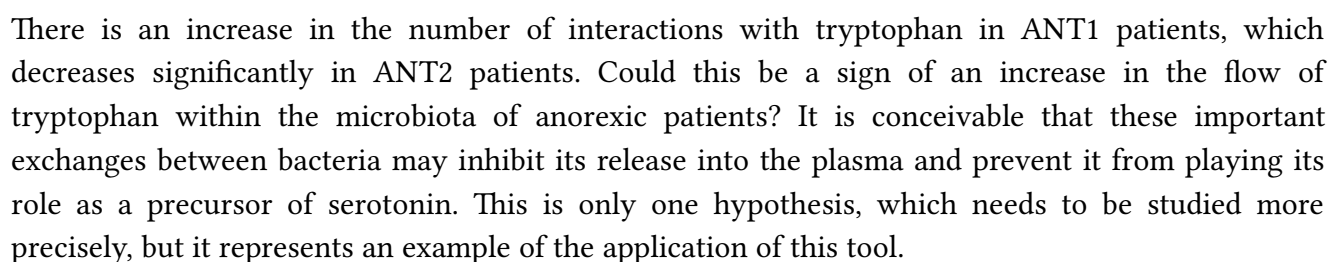 There is an increase in the number of interactions with tryptophan in ANT1 patients, which
decreases significantly in ANT2 patients. Could this be a sign of an increase in the flow of
tryptophan within the microbiota of anorexic patients? It is conceivable that these important
exchanges between bacteria may inhibit its release into the plasma and prevent it from playing its
role as a precursor of serotonin. This is only one hypothesis, which needs to be studied more
precisely, but it represents an example of the application of this tool.